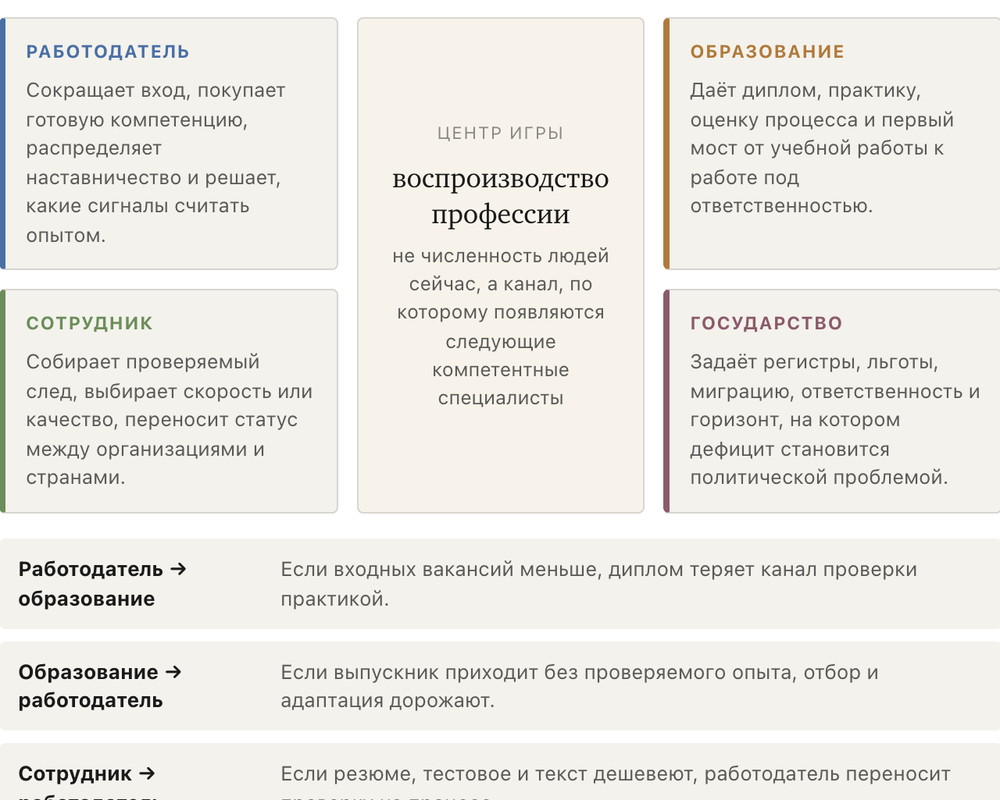 РАБОТОДАТЕЛЬ
Сокращает вход, покупает
готовую компетенцию,
распределяет
наставничество и решает,
какие сигналы считать
опытом.
ЦЕНТР ИГРЫ
воспроизводство
профессии
не численность людей
сейчас, а канал, по
которому появляются
следующие
компетентные
специалисты
ОБРАЗОВАНИЕ
Даёт диплом, практику,
оценку процесса и первый
мост от учебной работы к
работе под
ответственностью.
СОТРУДНИК
Собирает проверяемый
след, выбирает скорость или
качество, переносит статус
между организациями и
странами.
ГОСУДАРСТВО
Задаёт регистры, льготы,
миграцию, ответственность и
горизонт, на котором
дефицит становится
политической проблемой.
Работодатель →
образование
Если входных вакансий меньше, диплом теряет канал проверки
практикой.
Образование →
работодатель
Если выпускник приходит без проверяемого опыта, отбор и
адаптация дорожают.
Сотрудник →
Если резюме, тестовое и текст дешевеют, работодатель переносит